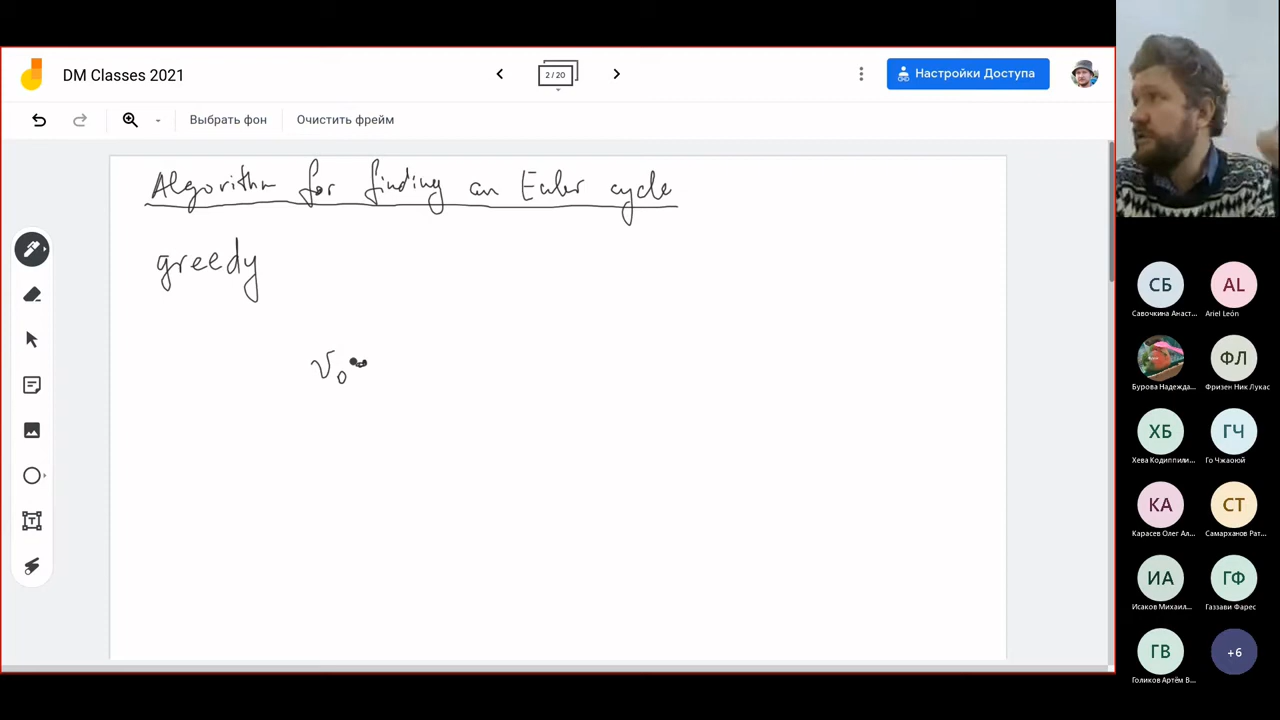 DM Classes 2021
2 / 20
Настройки Доступа
Выбрать фон
Очистить фрейм
Algorithm for finding an Euler cycle
greedy
v₀
СБ
Савочкина Анаст...
AL
Ariel León
Бурова Надежда...
ФЛ
Фризен Ник Лукас
ХБ
Хева Кодиппили...
ГЧ
Го Чжаоюй
КА
Карасев Олег Ал...
СТ
Самарханов Рат...
ИА
Исаков Михаил...
ГФ
Газзави Фарес
ГВ
Голиков Артём В...
+6